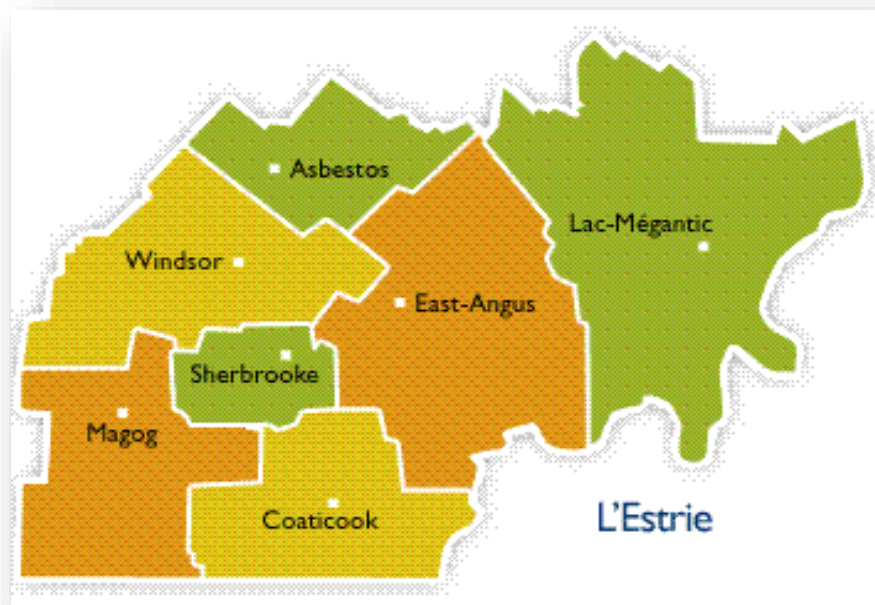 Asbestos
Lac-Mégantic
Windsor
East-Angus
Sherbrooke
Magog
Coaticook
L'Estrie